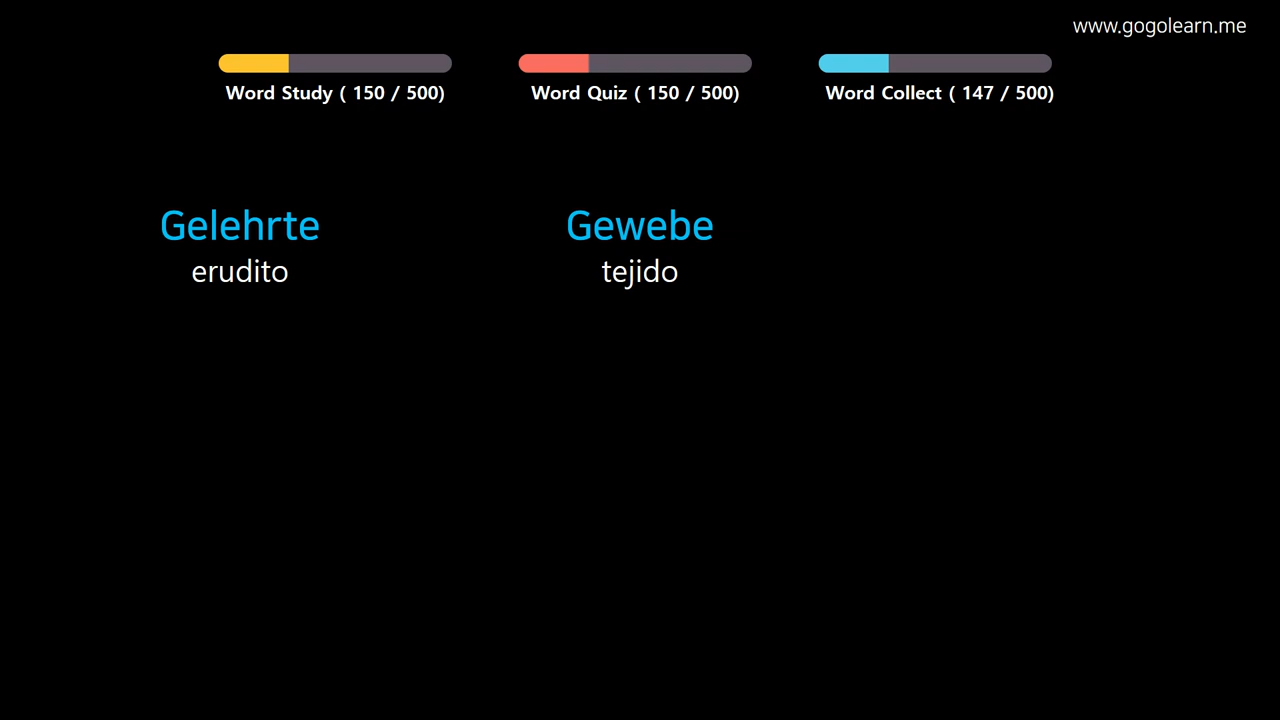 www.gogolearn.me
Word Study ( 150 / 500)
Word Quiz ( 150 / 500)
Word Collect ( 147 / 500)
Gelehrte
erudito
Gewebe
tejido